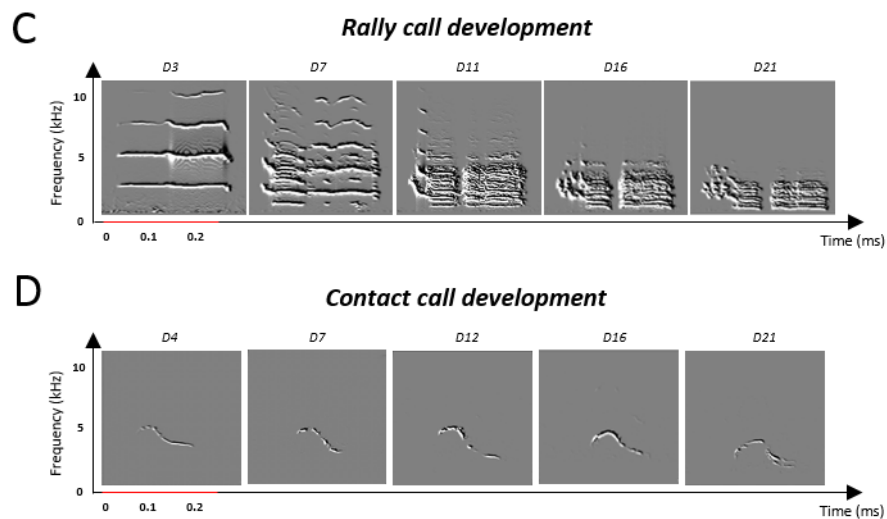 C
Rally call development
D3 D7 D11 D16 D21
10
5
0
Frequency (kHz)
0 0.1 0.2
Time (ms)
D
Contact call development
D4 D7 D12 D16 D21
10
5
0
Frequency (kHz)
0 0.1 0.2
Time (ms)